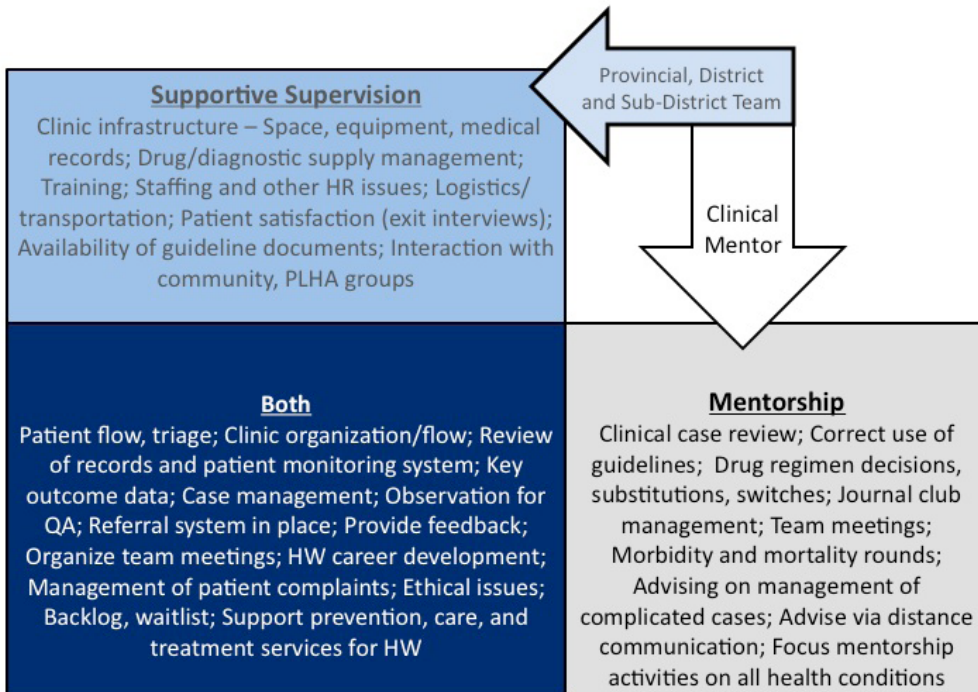 Supportive Supervision
Clinic infrastructure – Space, equipment, medical
records; Drug/diagnostic supply management;
Training; Staffing and other HR issues; Logistics/
transportation; Patient satisfaction (exit interviews);
Availability of guideline documents; Interaction with
community, PLHA groups
Provincial, District
and Sub-District Team
Clinical
Mentor
Both
Patient flow, triage; Clinic organization/flow; Review
of records and patient monitoring system; Key
outcome data; Case management; Observation for
QA; Referral system in place; Provide feedback;
Organize team meetings; HW career development;
Management of patient complaints; Ethical issues;
Backlog, waitlist; Support prevention, care, and
treatment services for HW
Mentorship
Clinical case review; Correct use of
guidelines;  Drug regimen decisions,
substitutions, switches; Journal club
management; Team meetings;
Morbidity and mortality rounds;
Advising on management of
complicated cases; Advise via distance
communication; Focus mentorship
activities on all health conditions